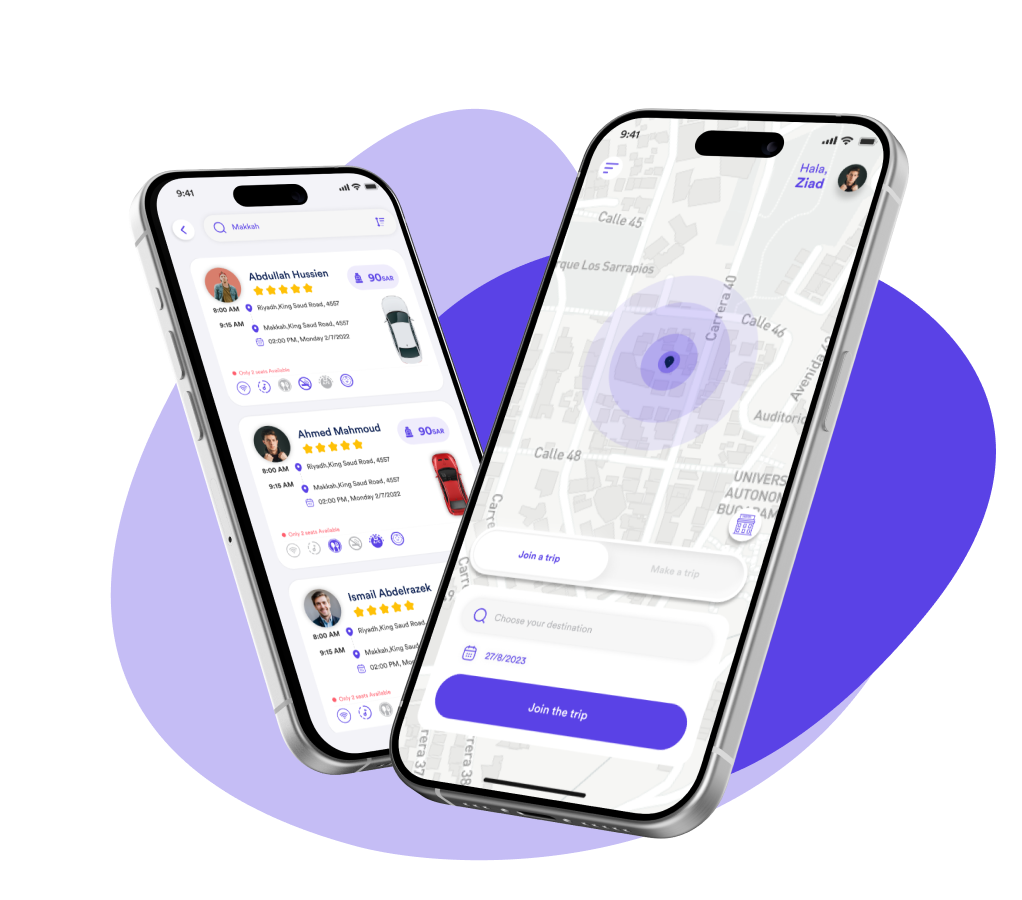 9:41
Makkah
Abdullah Hussien
90SAR
8:00 AM
Riyadh,King Saud Road, 4557
9:15 AM
Makkah,King Saud Road, 4557
02:00 PM, Monday 2/7/2022
Only 2 seats Available
Ahmed Mahmoud
90SAR
8:00 AM
Riyadh,King Saud Road, 4557
9:15 AM
Makkah,King Saud Road, 4557
02:00 PM, Monday 2/7/2022
Only 2 seats Available
Ismail Abdelrazek
8:00 AM
Riyadh,King Saud Road,
9:15 AM
Makkah,King Saud
02:00 PM, Mon
Only 2 seats Available
9:41
Hala,
Ziad
Calle 45
rque Los Sarrapios
Carrera 40
Calle 46
Avenida 42
Auditorio
Calle 48
UNIVERS
AUTONOM
BUCARAM
Carre
Carre
Join a trip
Make a trip
Choose your destination
27/8/2023
Join the trip
rera 37
rera 38